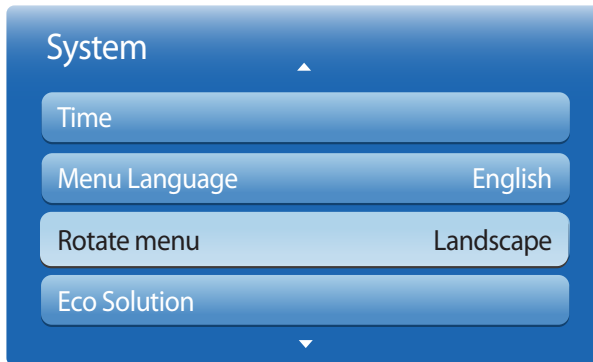 System
Time
Menu Language English
Rotate menu Landscape
Eco Solution